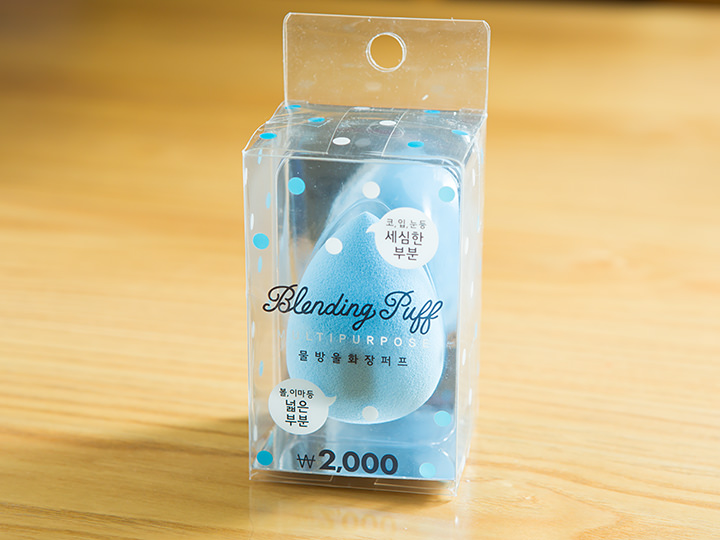 코, 입, 눈 등
세심한
부분
Blending Puff
MULTIPURPOSE
물방울화장퍼프
볼, 이마 등
넓은
부분
₩2,000